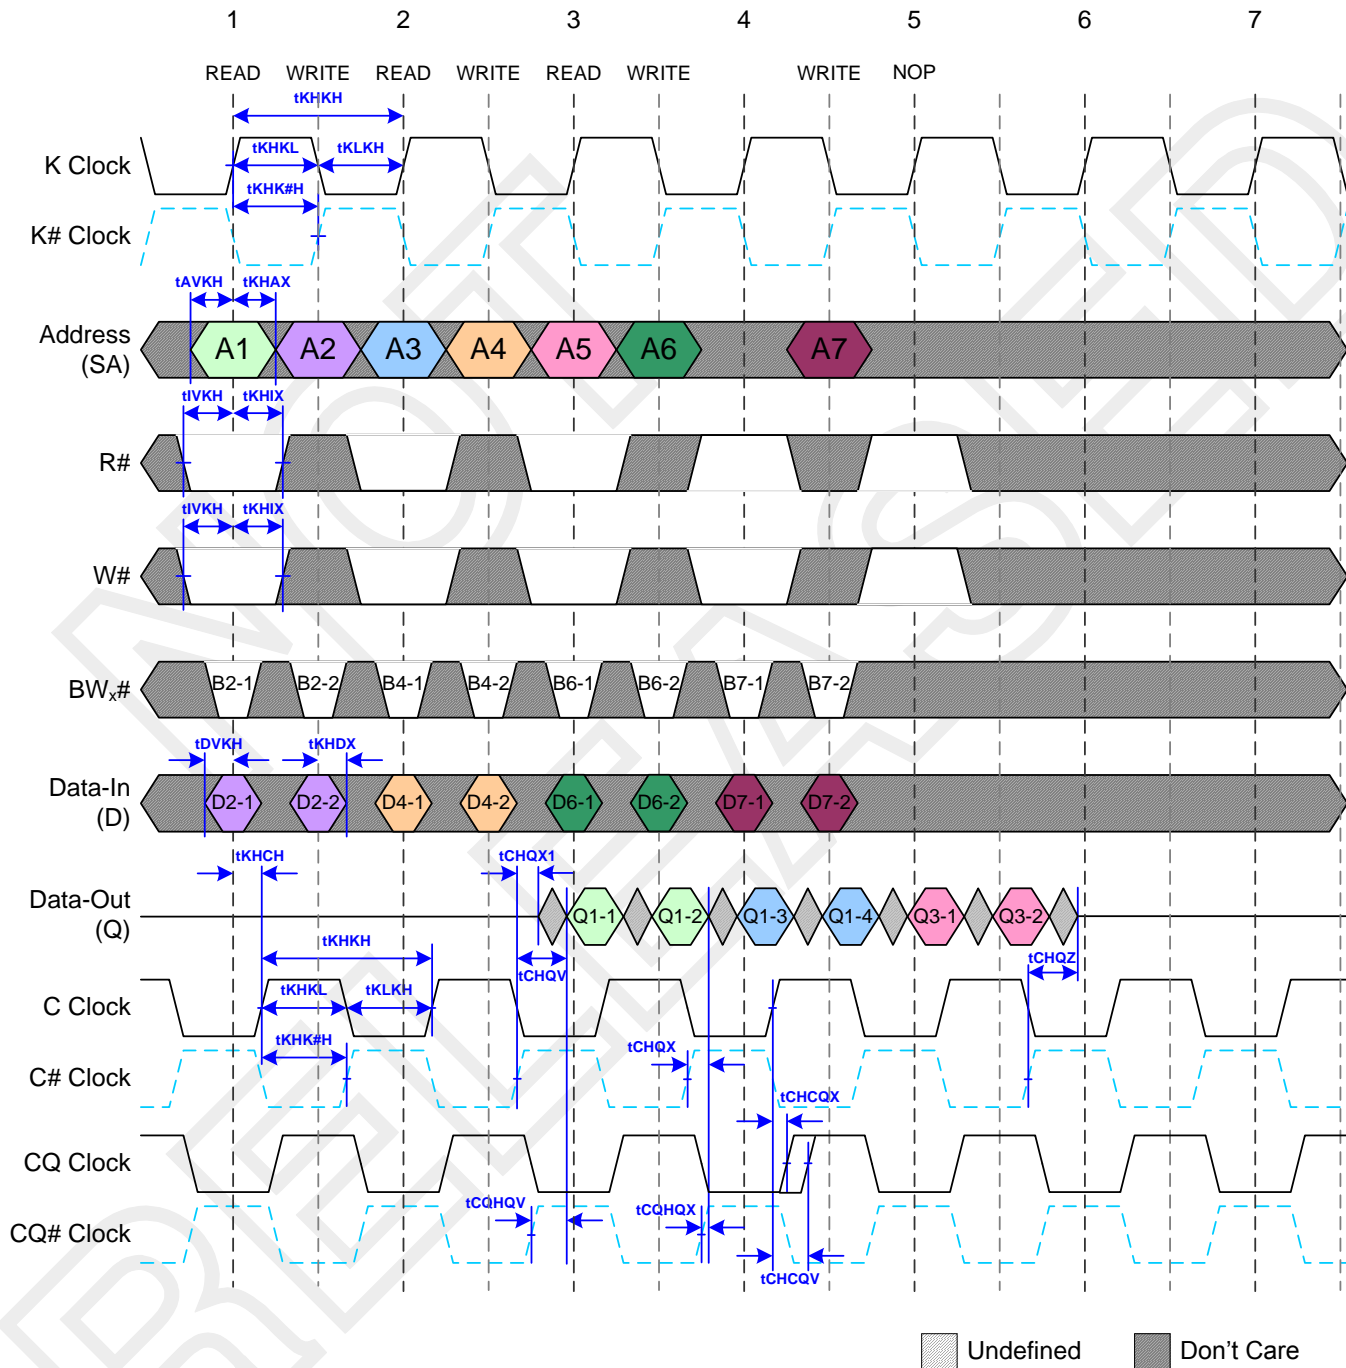 1 2 3 4 5 6 7
READ WRITE READ WRITE READ WRITE WRITE NOP
tKHKH
K Clock
tKHKL tKLKH
tKHK#H
K# Clock
tAVKH tKHAX
Address
(SA)
A1 A2 A3 A4 A5 A6 A7
tIVKH tKHIX
R#
tIVKH tKHIX
W#
BWx#
B2-1 B2-2 B4-1 B4-2 B6-1 B6-2 B7-1 B7-2
tDVKH tKHDX
Data-In
(D)
D2-1 D2-2 D4-1 D4-2 D6-1 D6-2 D7-1 D7-2
tKHCH tCHQX1
Data-Out
(Q)
Q1-1 Q1-2 Q1-3 Q1-4 Q3-1 Q3-2
tKHKH tCHQV tCHQZ
C Clock
tKHKL tKLKH
tKHK#H tCHQX
C# Clock
tCHCQX
CQ Clock
tCQHQV tCQHQX
CQ# Clock
tCHCQV
Undefined Don't Care
NOT
RELEASED